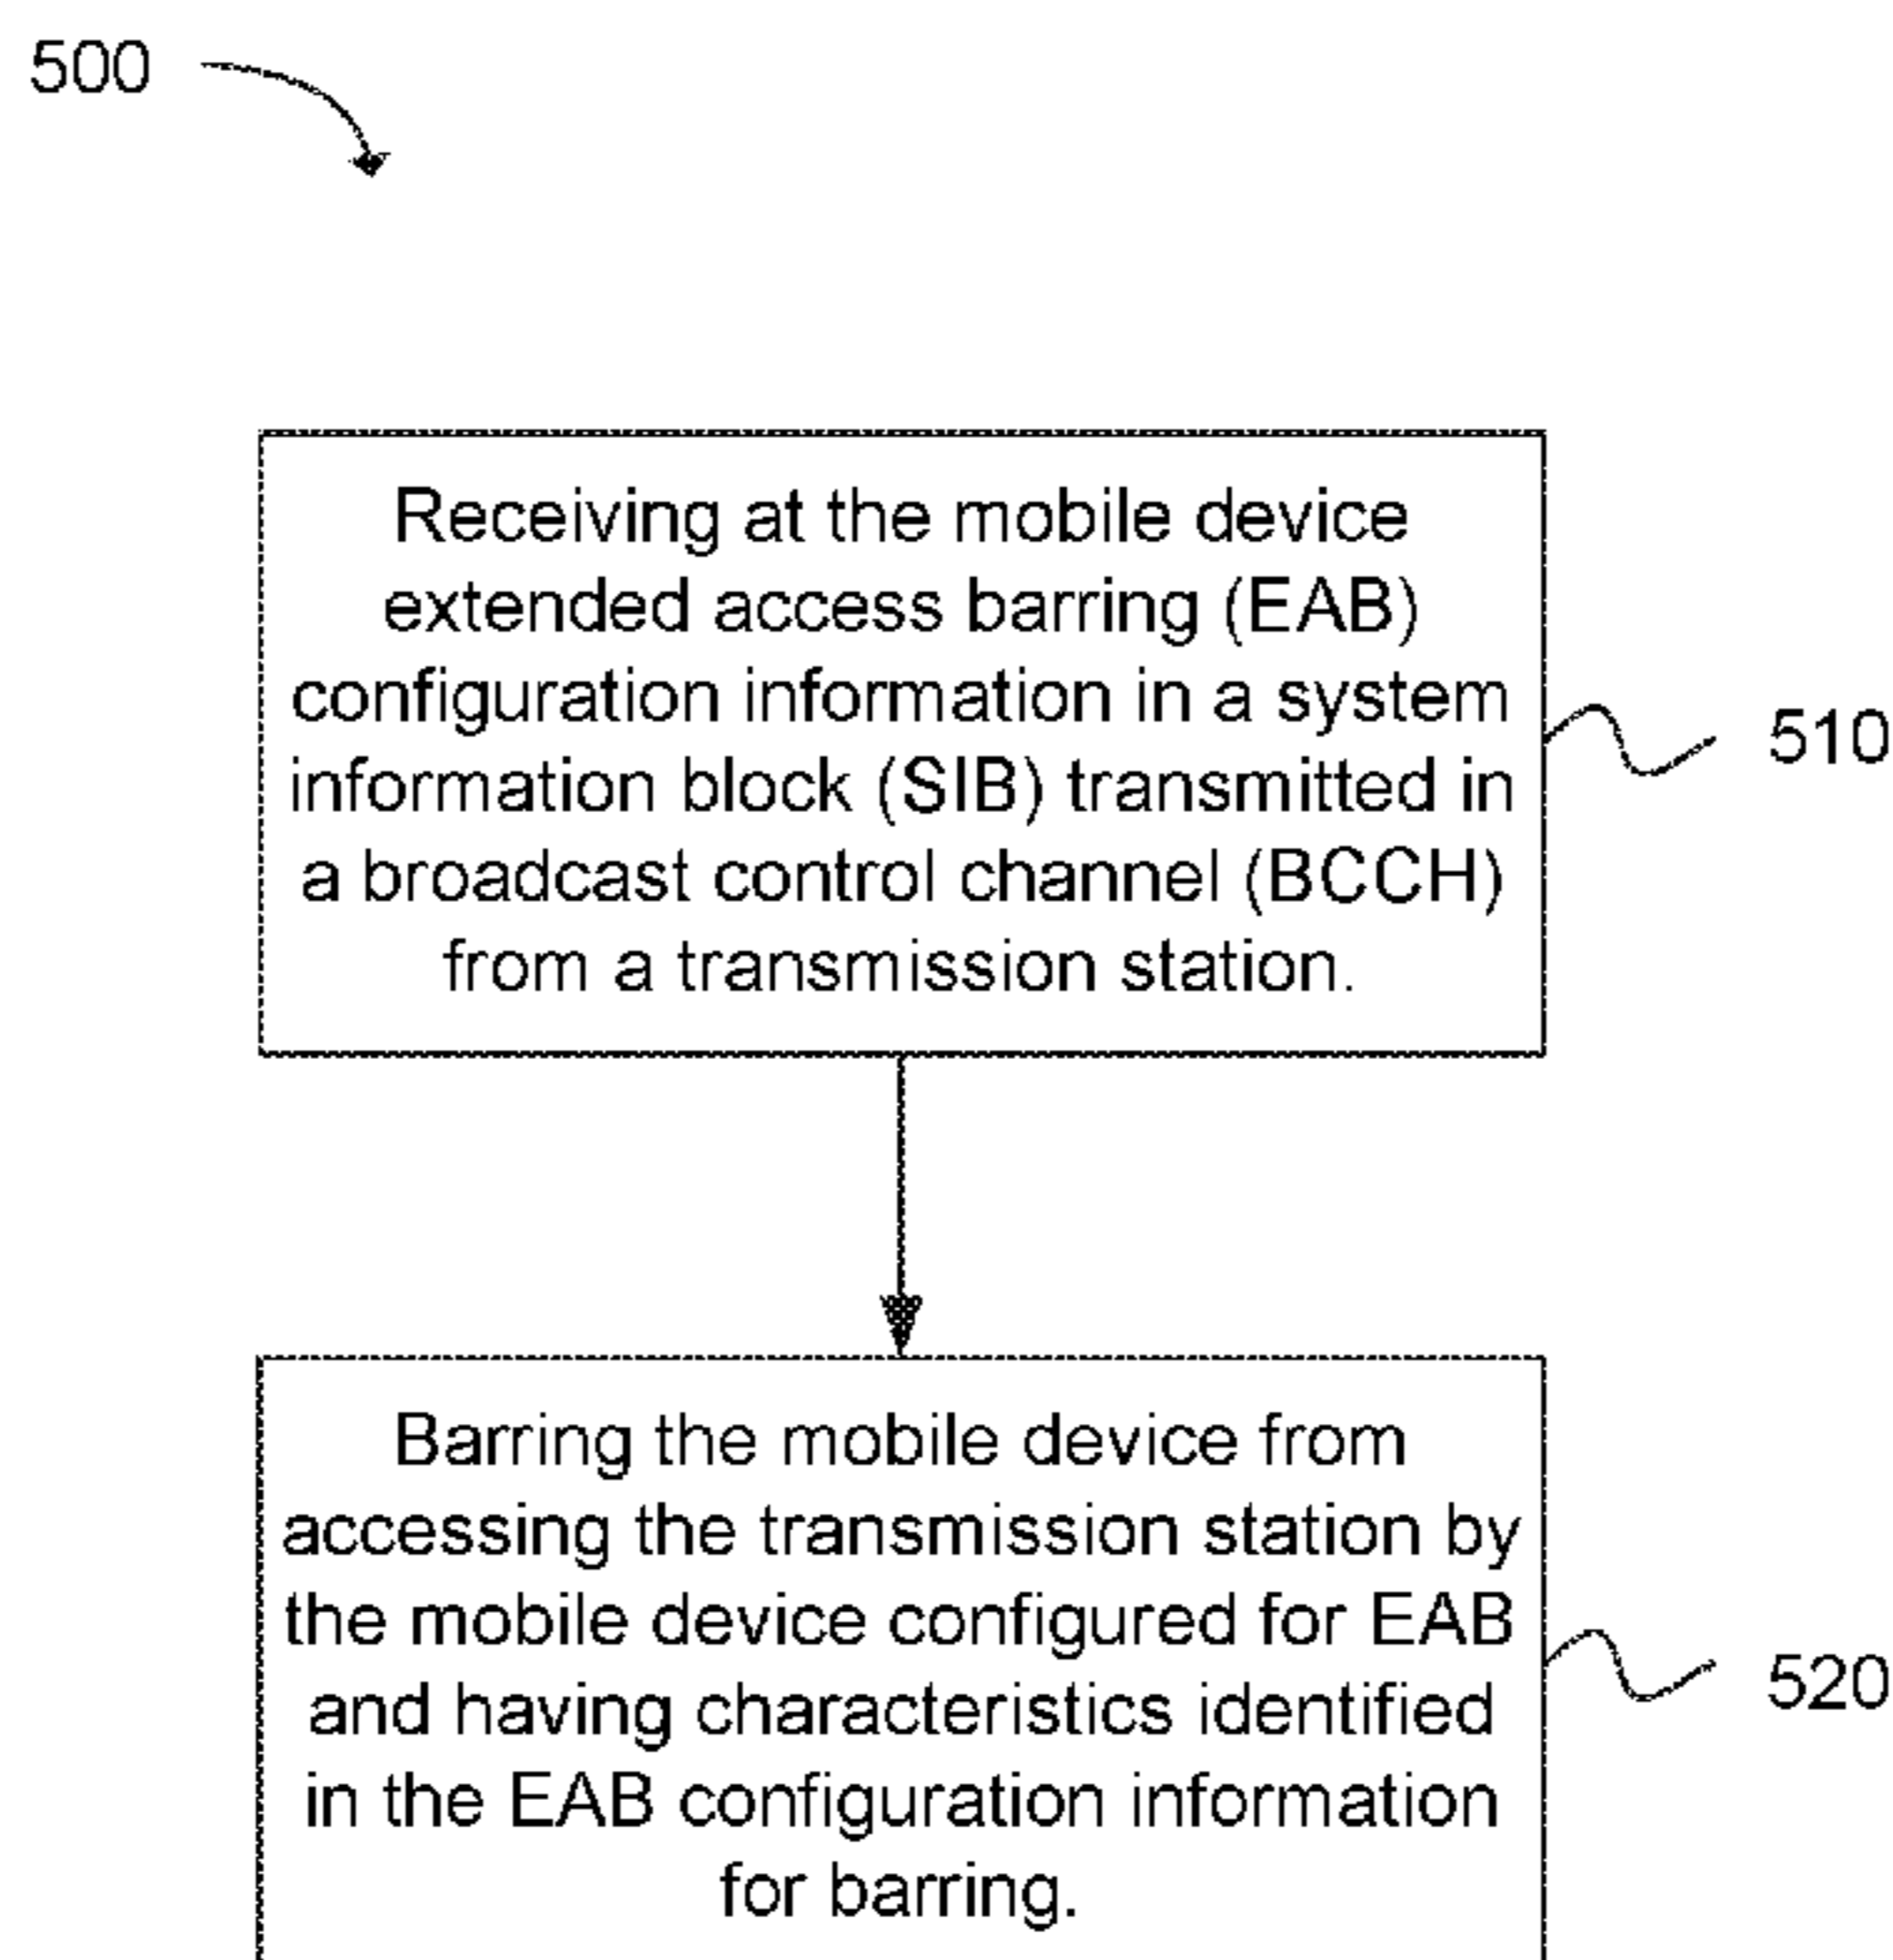 500
Receiving at the mobile device
extended access barring (EAB)
configuration information in a system
information block (SIB) transmitted in
a broadcast control channel (BCCH)
from a transmission station.
510
Barring the mobile device from
accessing the transmission station by
the mobile device configured for EAB
and having characteristics identified
in the EAB configuration information
for barring.
520